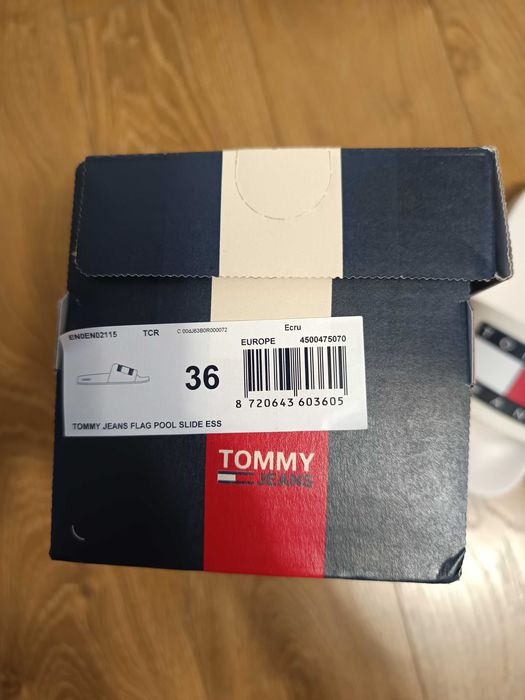 EN0EN02115 TCR C.00dJ63B0R000072 Ecru
EUROPE 4500475070
36
8 720643 603605
TOMMY JEANS FLAG POOL SLIDE ESS
TOMMY
JEANS